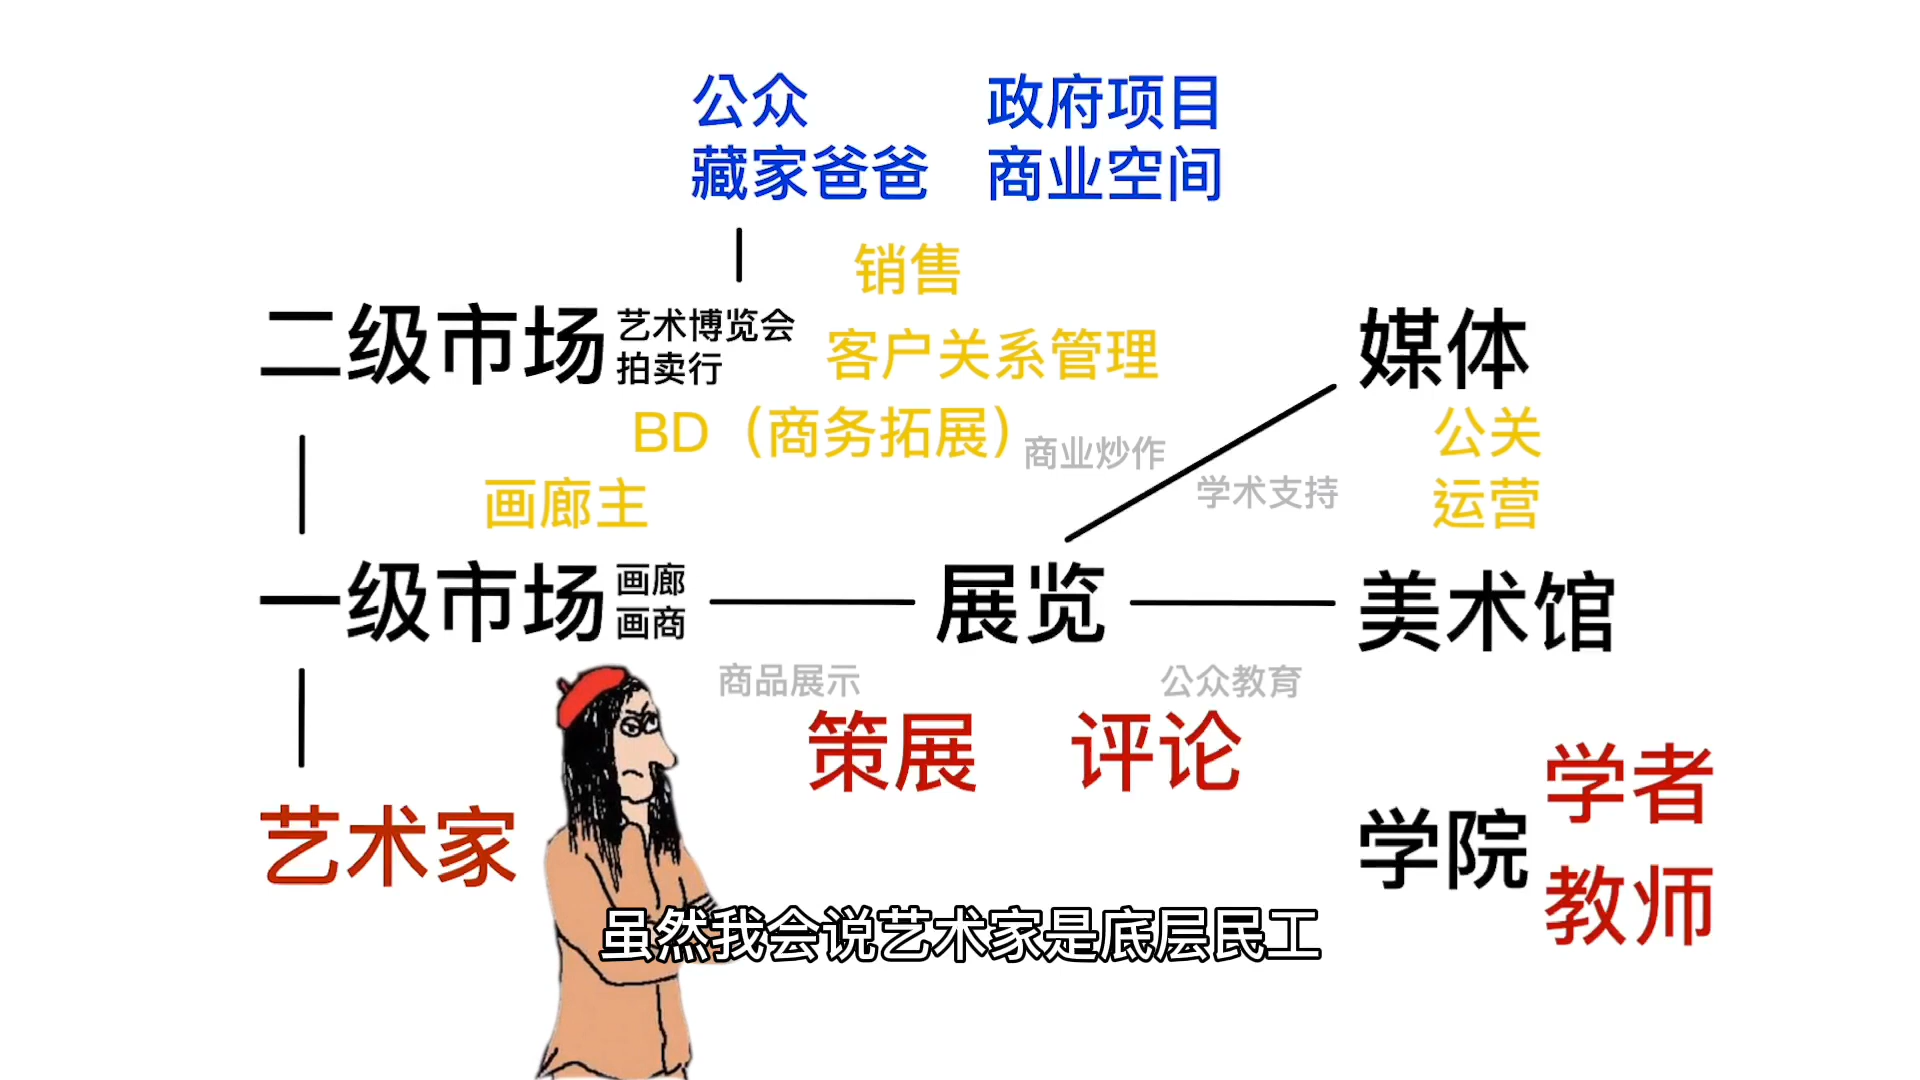 公众 政府项目
藏家爸爸 商业空间
销售
二级市场 艺术博览会 拍卖行
客户关系管理
媒体
BD（商务拓展）
商业炒作
公关
学术支持
运营
画廊主
一级市场 画廊 画商
展览
美术馆
商品展示
公众教育
策展 评论
学者
艺术家
学院
教师
虽然我会说艺术家是底层民工